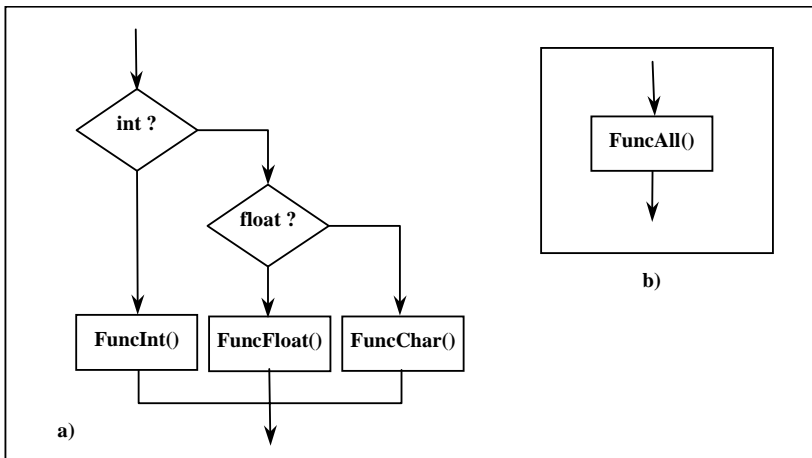 int ?
float ?
FuncInt()
FuncFloat()
FuncChar()
a)
FuncAll()
b)